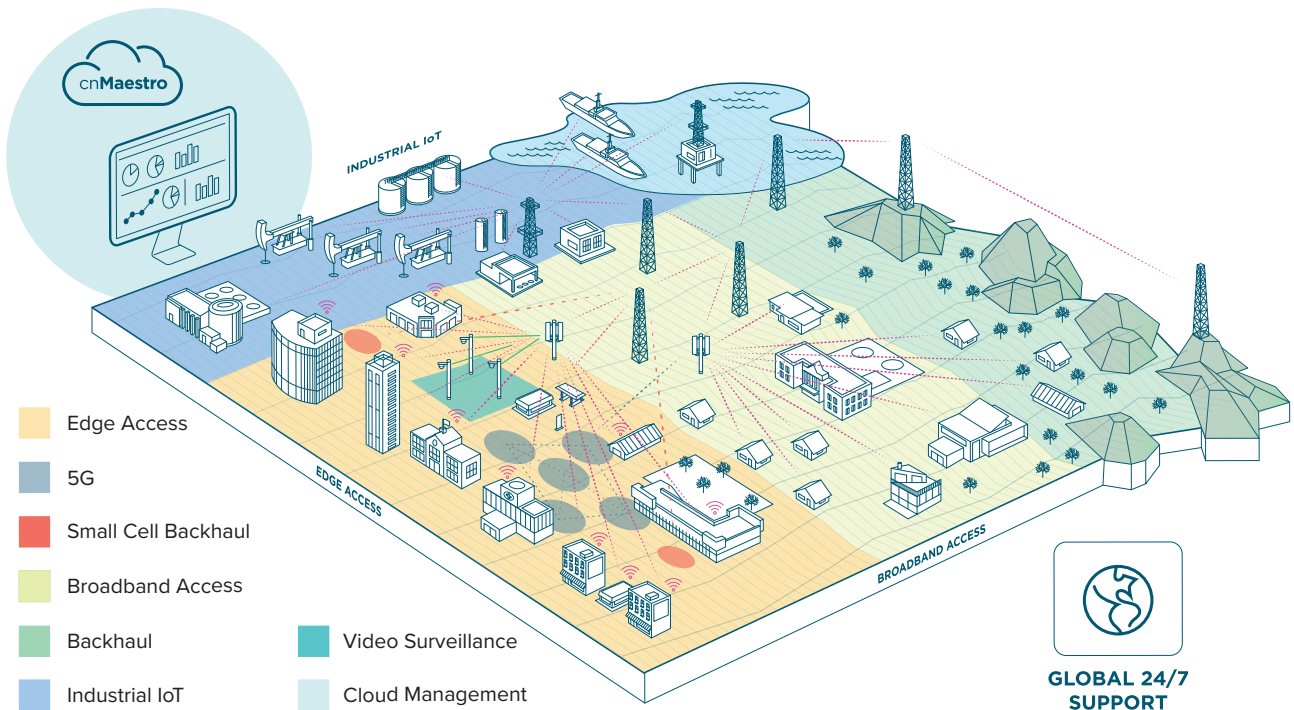 cnMaestro
INDUSTRIAL IoT
EDGE ACCESS
BROADBAND ACCESS
Edge Access
5G
Small Cell Backhaul
Broadband Access
Backhaul
Industrial IoT
Video Surveillance
Cloud Management
GLOBAL 24/7
SUPPORT